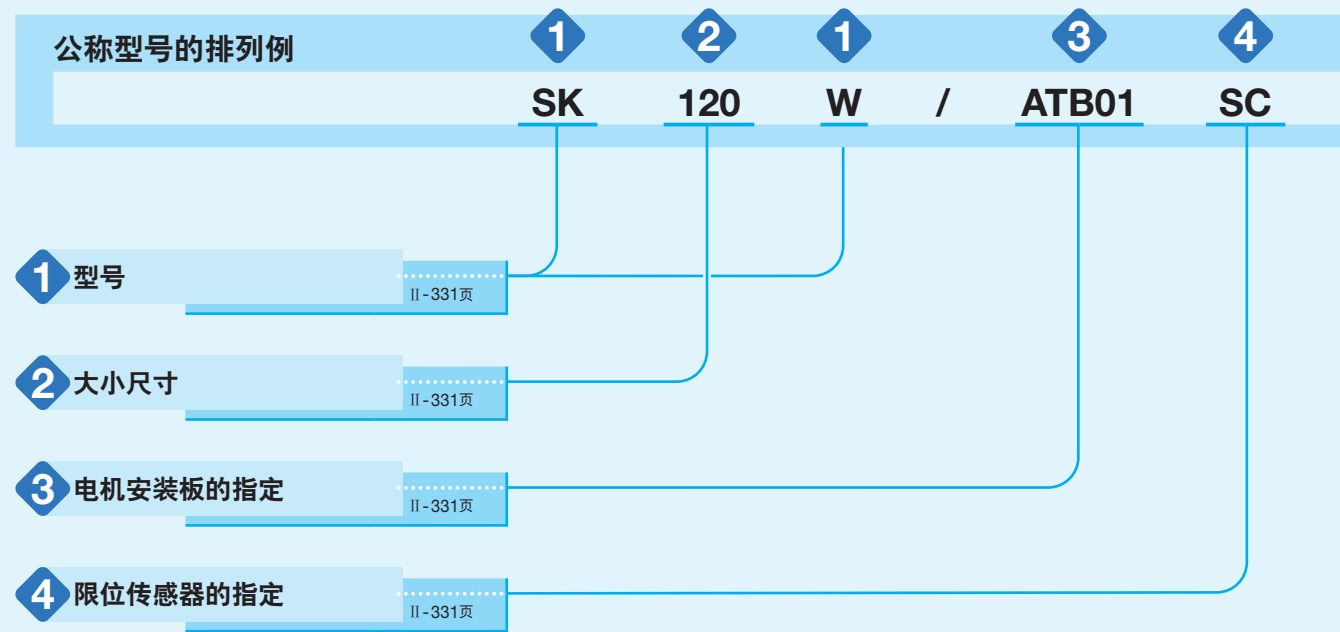 公称型号的排列例
1 2 1 3 4
SK 120 W / ATB01 SC
1 型号
II-331页
2 大小尺寸
II-331页
3 电机安装板的指定
II-331页
4 限位传感器的指定
II-331页